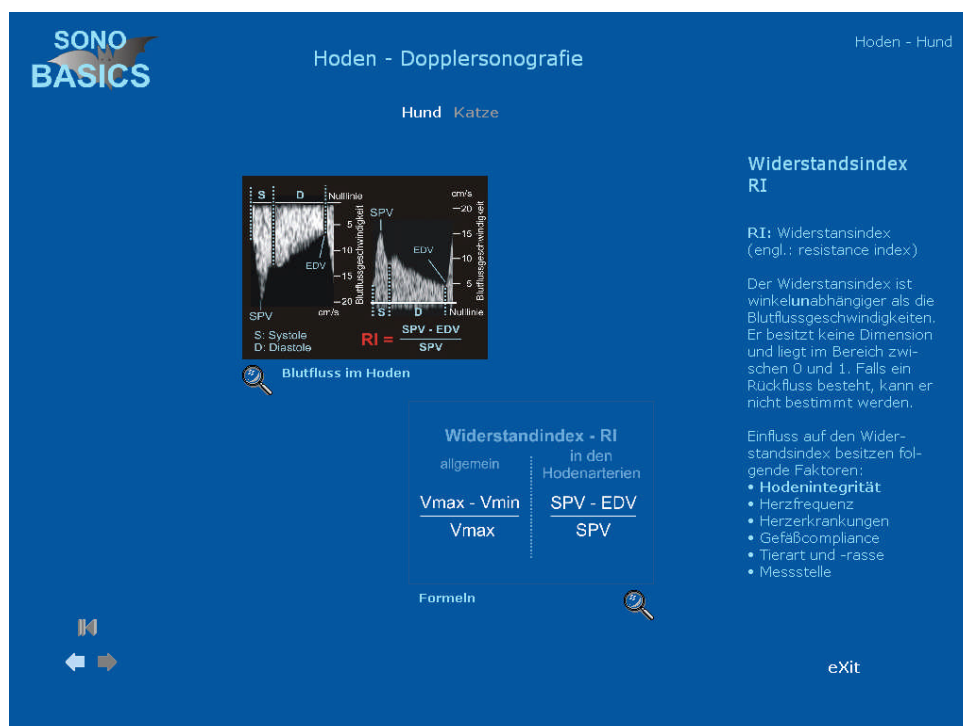 SONO
BASICS
Hoden - Dopplersonografie
Hoden - Hund
Hund Katze
S D Nulllinie
5
10
15
20
cm/s
Blutflussgeschwindigkeit
EDV
SPV
cm/s
20
15
10
5
Blutflussgeschwindigkeit
SPV
EDV
S D Nulllinie
S: Systole
D: Diastole
RI = SPV - EDV
SPV
Blutfluss im Hoden
Widerstandindex - RI
allgemein
in den
Hodenarterien
Vmax - Vmin
Vmax
SPV - EDV
SPV
Formeln
Widerstandsindex
RI
RI: Widerstansindex
(engl.: resistance index)
Der Widerstansindex ist
winkelunabhängiger als die
Blutflussgeschwindigkeiten.
Er besitzt keine Dimension
und liegt im Bereich zwi-
schen 0 und 1. Falls ein
Rückfluss besteht, kann er
nicht bestimmt werden.
Einfluss auf den Wider-
standsindex besitzen fol-
gende Faktoren:
• Hodenintegrität
• Herzfrequenz
• Herzerkrankungen
• Gefäßcompliance
• Tierart und -rasse
• Messstelle
eXit